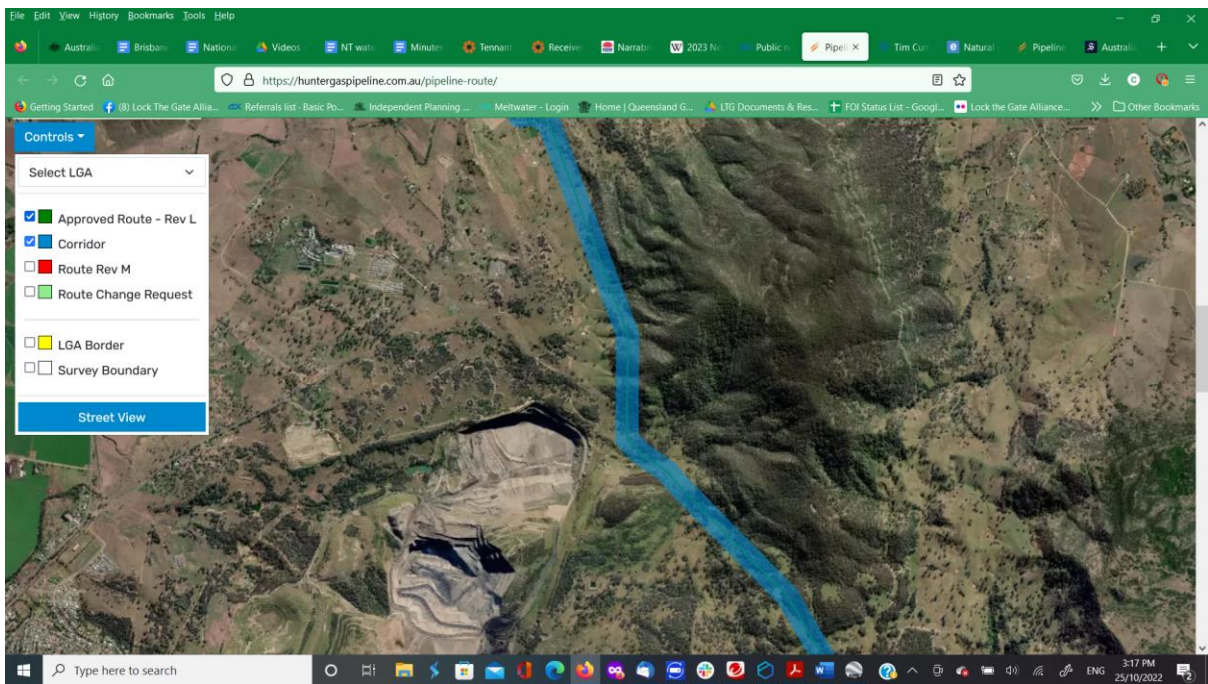 File Edit View History Bookmarks Tools Help
Australia Brisbane Nationa Videos - NT wate Minutes Tennant Receive Narrab 2023 Ne Public n Pipeli × Tim Cur Natural Pipeline Australia
https://huntergaspipeline.com.au/pipeline-route/
Getting Started (8) Lock The Gate Allia... Referrals list - Basic Po... Independent Planning ... Meltwater - Login Home | Queensland G... LTG Documents & Res... FOI Status List - Googl... Lock the Gate Alliance... Other Bookmarks
Controls
Select LGA
Approved Route - Rev L
Corridor
Route Rev M
Route Change Request
LGA Border
Survey Boundary
Street View
Type here to search
ENG
3:17 PM
25/10/2022